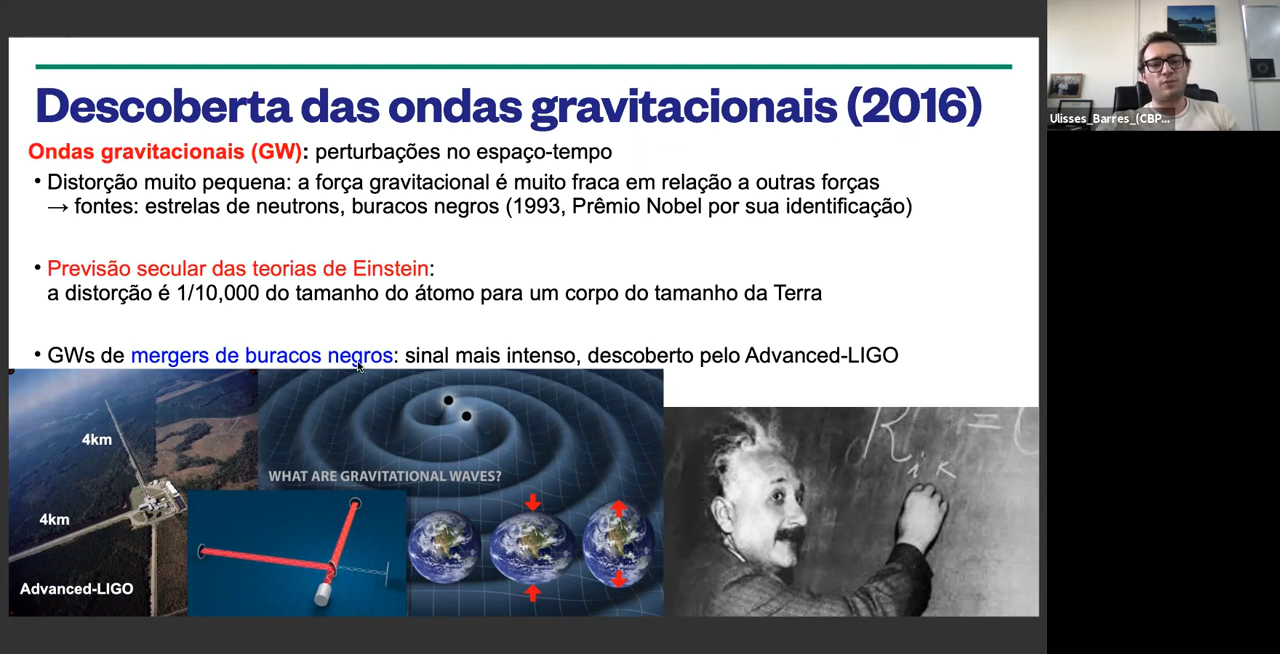 Descoberta das ondas gravitacionais (2016)
Ondas gravitacionais (GW): perturbações no espaço-tempo
• Distorção muito pequena: a força gravitacional é muito fraca em relação a outras forças
→ fontes: estrelas de neutrons, buracos negros (1993, Prêmio Nobel por sua identificação)
• Previsão secular das teorias de Einstein:
a distorção é 1/10,000 do tamanho do átomo para um corpo do tamanho da Terra
• GWs de mergers de buracos negros: sinal mais intenso, descoberto pelo Advanced-LIGO
4km
4km
Advanced-LIGO
WHAT ARE GRAVITATIONAL WAVES?
R i κ = 0
Ulisses_Barres_(CBP...